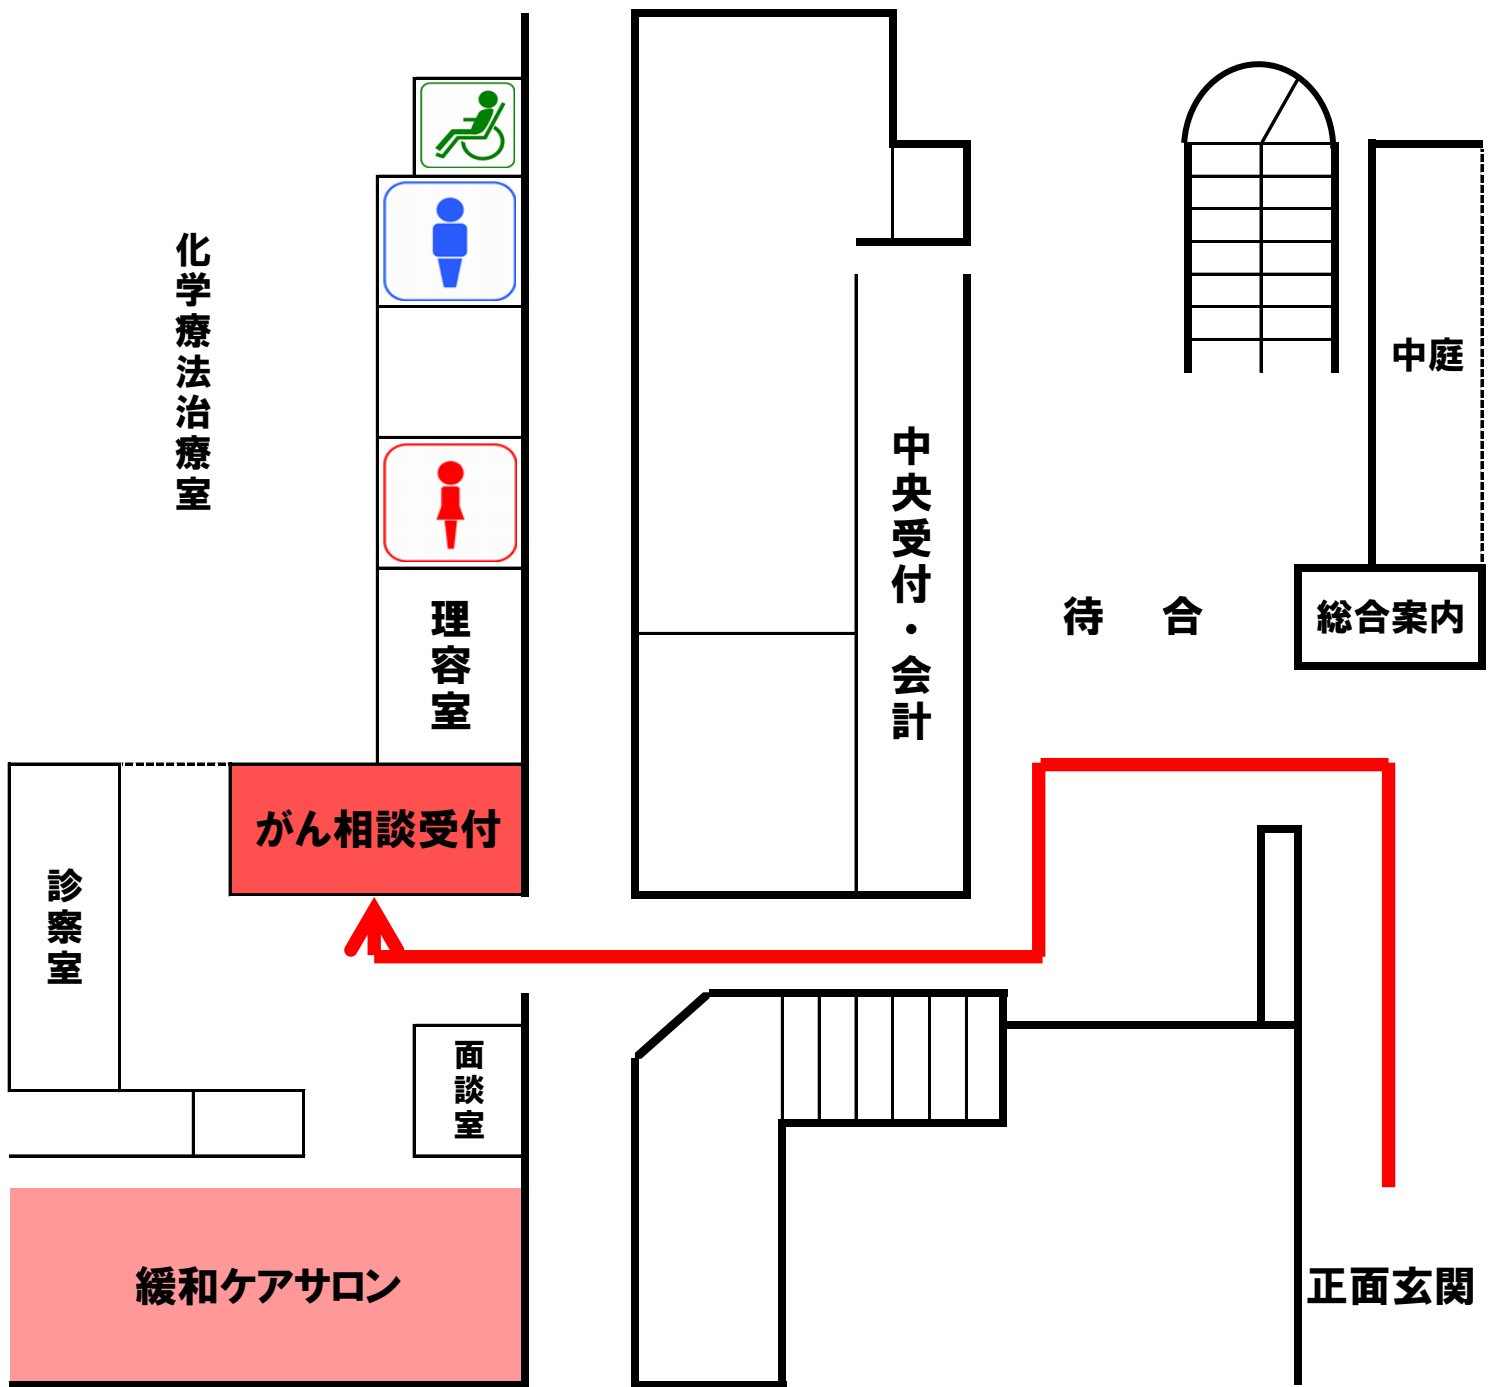 化学療法治療室
中庭
中央受付・会計
待　合
総合案内
理容室
がん相談受付
診察室
面談室
緩和ケアサロン
正面玄関